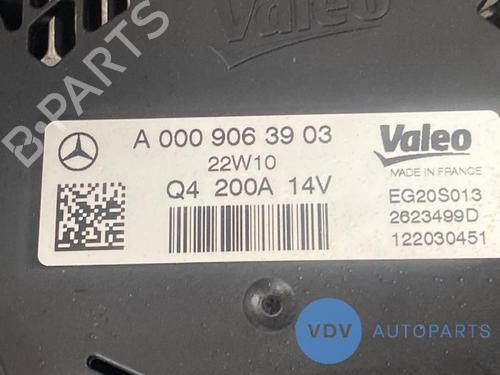 Valeo
B-PARTS
A 000 906 39 03
22W10
Q4 200A 14V
Valeo
MADE IN FRANCE
EG20S013
2623499D
122030451
VDV AUTOPARTS